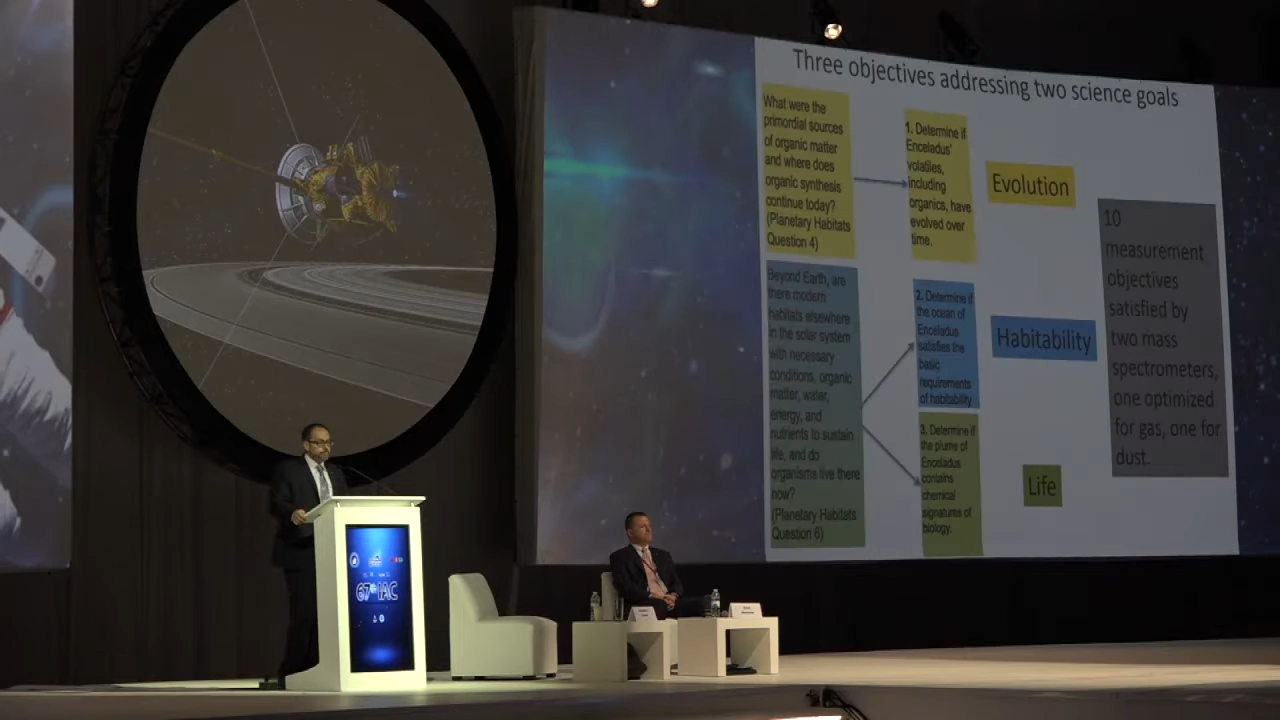 Three objectives addressing two science goals
What were the
primordial sources
of organic matter
and where does
organic synthesis
continue today?
(Planetary Habitats
Question 4)
1. Determine if
Enceladus'
volatiles,
including
organics, have
evolved over
time.
Evolution
Beyond Earth, are
there modern
habitats elsewhere
in the solar system
with necessary
conditions, organic
matter, water,
energy, and
nutrients to sustain
life, and do
organisms live there
now?
(Planetary Habitats
Question 6)
2. Determine if
the ocean of
Enceladus
satisfies the
basic
requirements
of habitability
Habitability
3. Determine if
the plume of
Enceladus
contains
chemical
signatures of
biology.
Life
10
measurement
objectives
satisfied by
two mass
spectrometers,
one optimized
for gas, one for
dust.
67th IAC